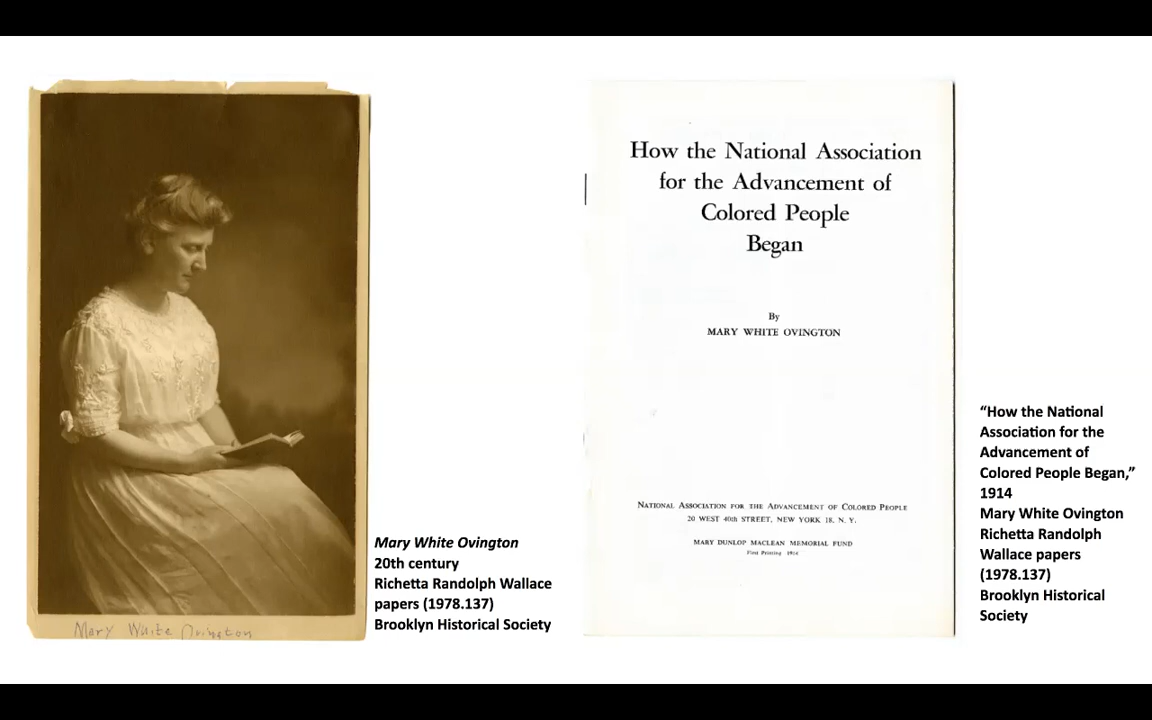 Mary White Ovington
Mary White Ovington
20th century
Richetta Randolph Wallace
papers (1978.137)
Brooklyn Historical Society
How the National Association
for the Advancement of
Colored People
Began
By
MARY WHITE OVINGTON
NATIONAL ASSOCIATION FOR THE ADVANCEMENT OF COLORED PEOPLE
20 WEST 40th STREET, NEW YORK 18, N. Y.
MARY DUNLOP MACLEAN MEMORIAL FUND
First Printing 1914
“How the National
Association for the
Advancement of
Colored People Began,”
1914
Mary White Ovington
Richetta Randolph
Wallace papers
(1978.137)
Brooklyn Historical
Society